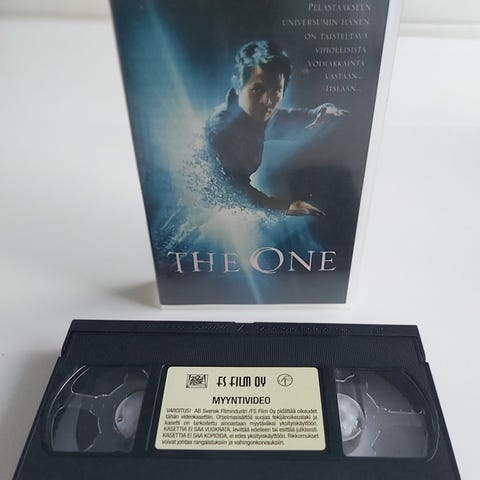 PELASTAAKSEEN
UNIVERSUMIN HÄNEN
ON TAISTELTAVA
VIHOLLISISTA
VOIMAKKAINTA
VASTAAN...
ITSEÄÄN...
THE ONE
FS FILM OY
MYYNTIVIDEO
VAROITUS! AB Svensk Filmindustri /FS Film Oy pidättää oikeudet
tähän videokasettiin. Ohjelmasisältöä suojaa tekijänoikeuslaki ja
kasetti on tarkoitettu ainoastaan myytäväksi yksityiskäyttöön.
KASETTIA EI SAA VUOKRATA, levittää edelleen tai esittää julkisesti.
KASETTIA EI SAA KOPIOIDA, ei edes yksityiskäyttöön. Rikkomukset
voivat johtaa rangaistuksiin ja vahingonkorvauksiin.